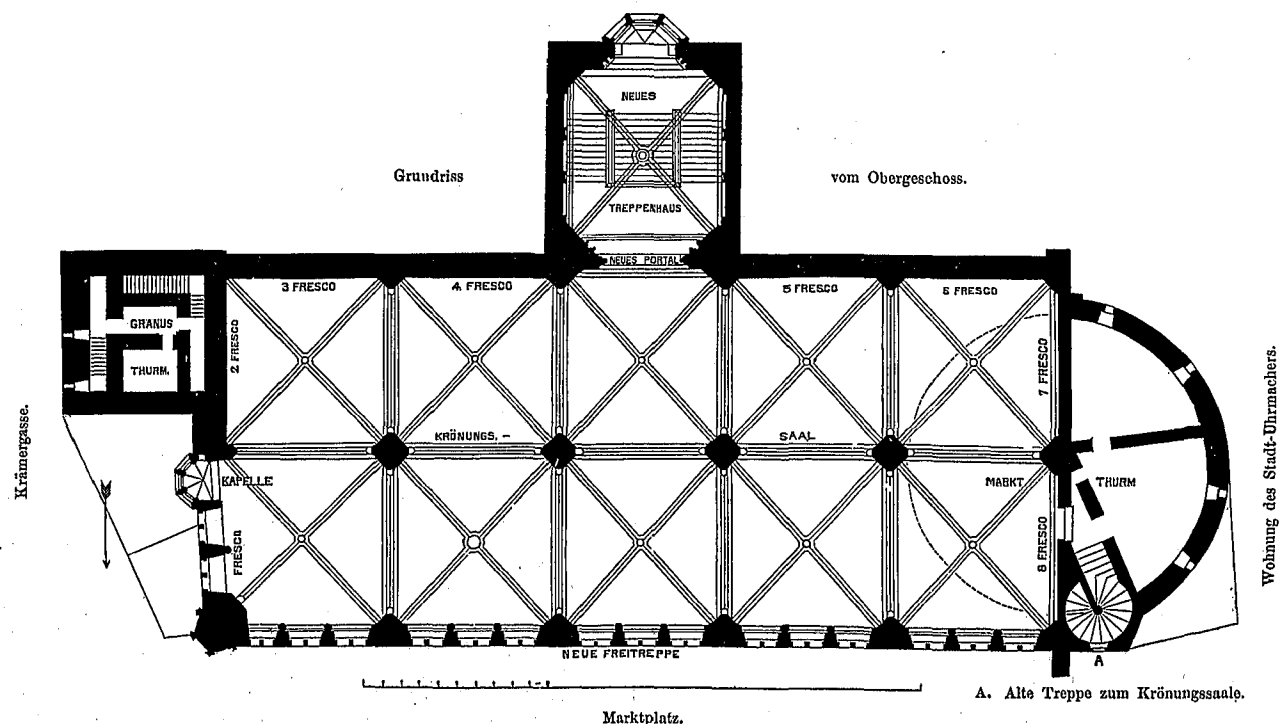 NEUES
Grundriss
vom Obergeschoss.
TREPPENHAUS
NEUES PORTAL
3 FRESCO
4. FRESCO
5 FRESCO
6 FRESCO
GRANUS
THURM.
2 FRESCO
7 FRESCO
Krämergasse.
Wohnung des Stadt-Uhrmachers.
KRÖNUNGS, -
SAAL
KAPELLE
MARKT
THURM
FRESCO
8 FRESCO
NEUE FREITREPPE
A
A. Alte Treppe zum Krönungssaale.
Marktplatz.